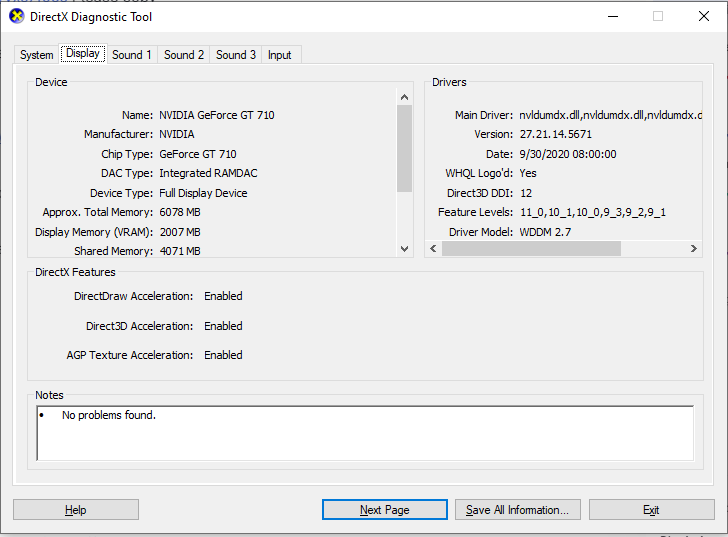 DirectX Diagnostic Tool
System Display Sound 1 Sound 2 Sound 3 Input
Device
Name: NVIDIA GeForce GT 710
Manufacturer: NVIDIA
Chip Type: GeForce GT 710
DAC Type: Integrated RAMDAC
Device Type: Full Display Device
Approx. Total Memory: 6078 MB
Display Memory (VRAM): 2007 MB
Shared Memory: 4071 MB
Drivers
Main Driver: nvldumdx.dll,nvldumdx.dll,nvldumdx.d
Version: 27.21.14.5671
Date: 9/30/2020 08:00:00
WHQL Logo'd: Yes
Direct3D DDI: 12
Feature Levels: 11_0,10_1,10_0,9_3,9_2,9_1
Driver Model: WDDM 2.7
DirectX Features
DirectDraw Acceleration: Enabled
Direct3D Acceleration: Enabled
AGP Texture Acceleration: Enabled
Notes
• No problems found.
Help Next Page Save All Information... Exit